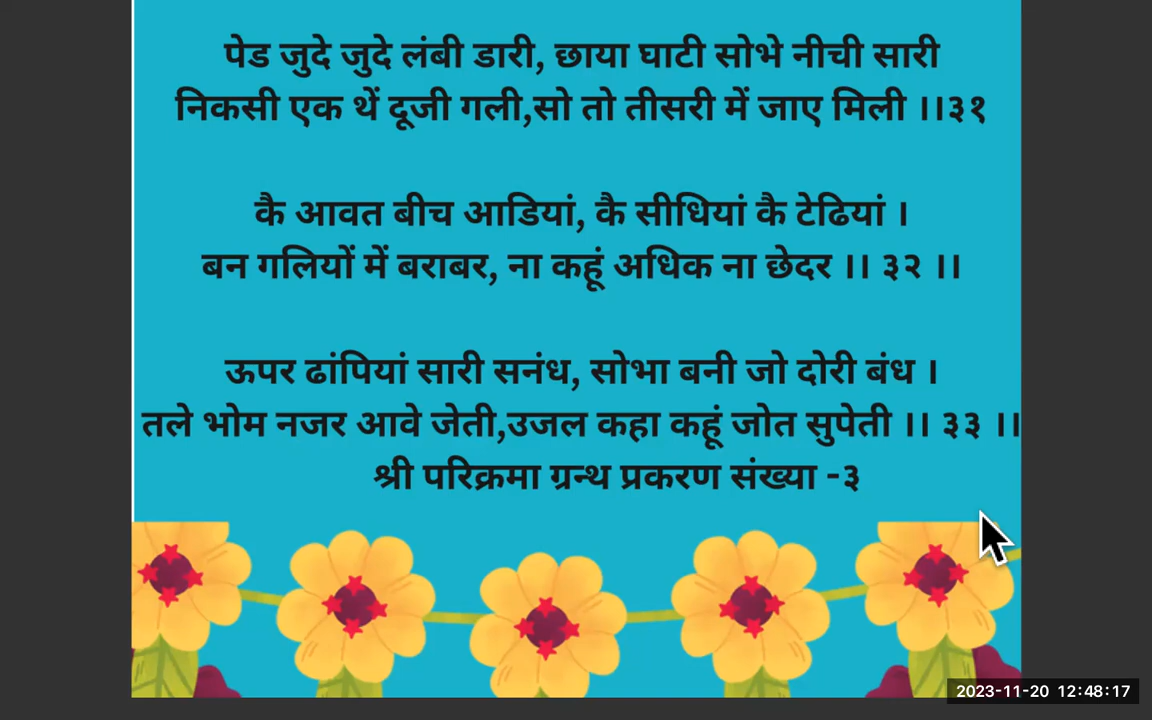 पेड जुदे जुदे लंबी डारी, छाया घाटी सोभे नीची सारी
निकसी एक थें दूजी गली,सो तो तीसरी में जाए मिली ।।३१
कै आवत बीच आडियां, कै सीधियां कै टेढियां ।
बन गलियों में बराबर, ना कहूं अधिक ना छेदर ।। ३२ ।।
ऊपर ढांपियां सारी सनंध, सोभा बनी जो दोरी बंध ।
तले भोम नजर आवे जेती,उजल कहा कहूं जोत सुपेती ।। ३३ ।।
श्री परिक्रमा ग्रन्थ प्रकरण संख्या -३
2023-11-20 12:48:17